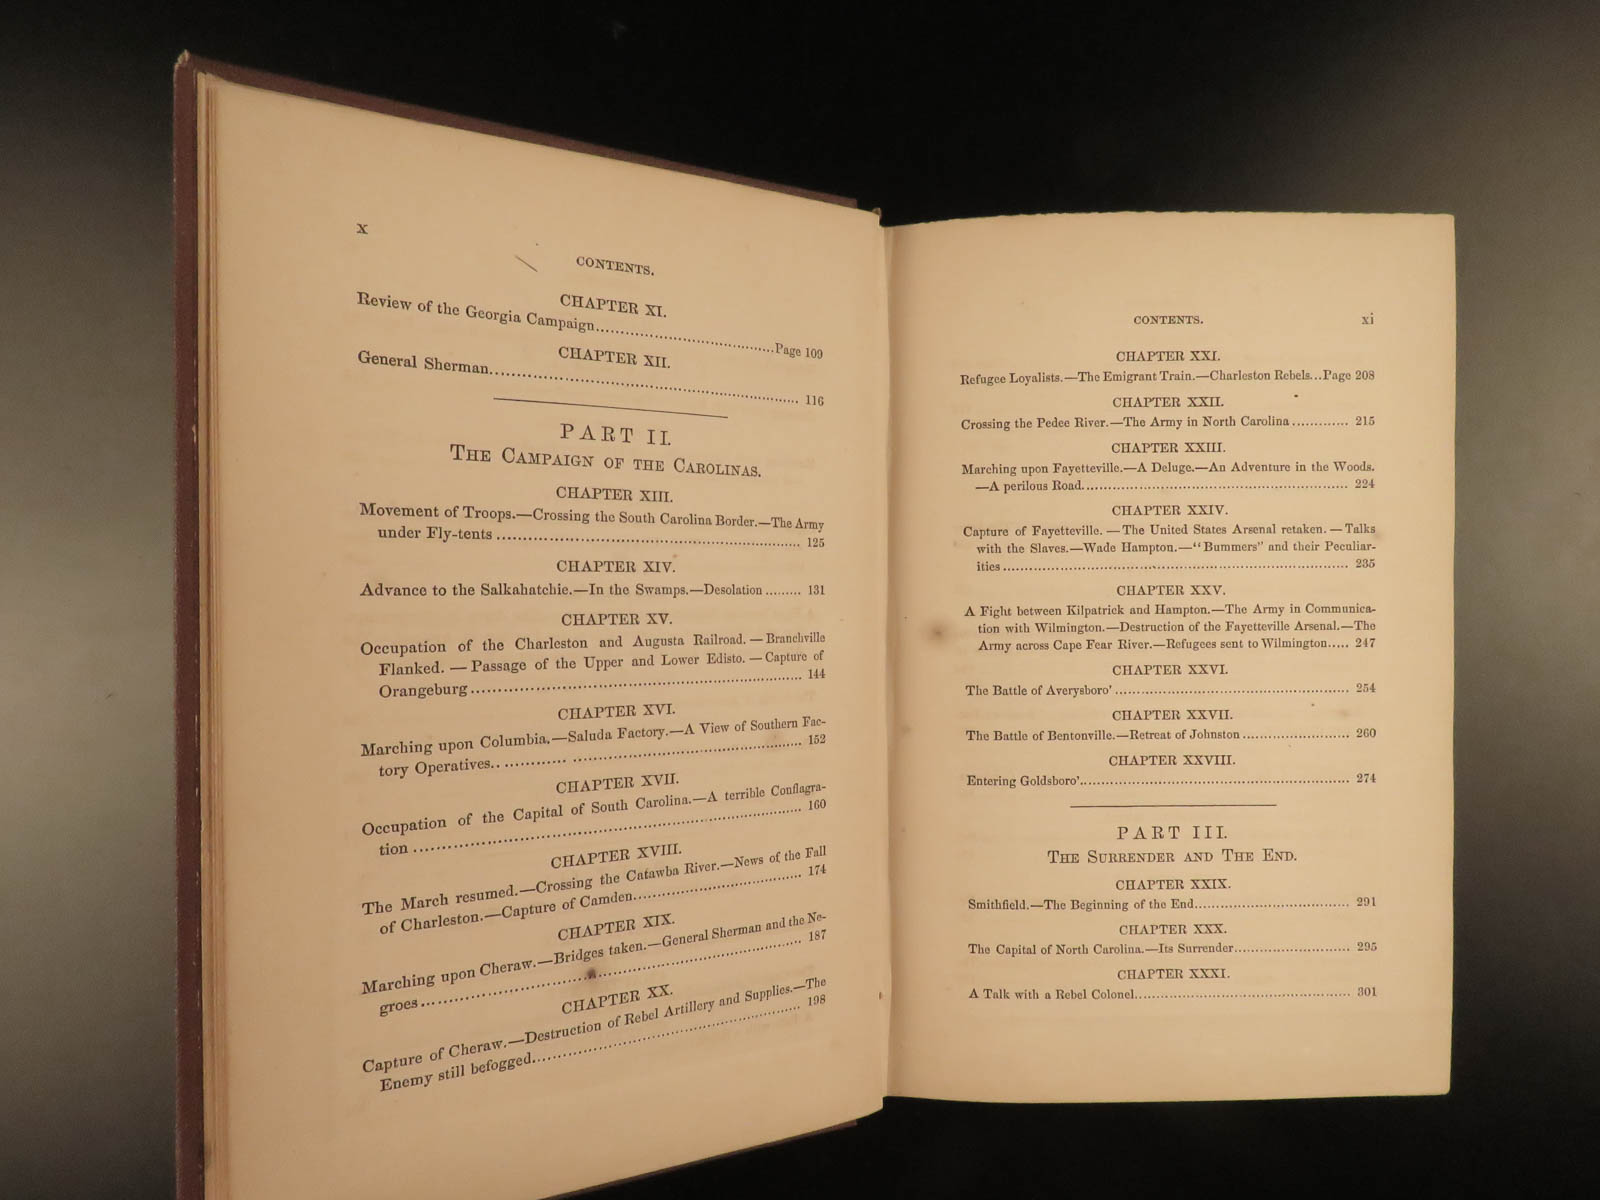 x
CONTENTS.
CHAPTER XI.
Review of the Georgia Campaign..............................Page 109
CHAPTER XII.
General Sherman.................................................. 116
PART II.
THE CAMPAIGN OF THE CAROLINAS.
CHAPTER XIII.
Movement of Troops.—Crossing the South Carolina Border.—The Army
under Fly-tents .................................................. 125
CHAPTER XIV.
Advance to the Salkahatchie.—In the Swamps.—Desolation ......... 131
CHAPTER XV.
Occupation of the Charleston and Augusta Railroad. — Branchville
Flanked. — Passage of the Upper and Lower Edisto. — Capture of
Orangeburg .................................................. 144
CHAPTER XVI.
Marching upon Columbia.—Saluda Factory.—A View of Southern Fac-
tory Operatives.................................................. 152
CHAPTER XVII.
Occupation of the Capital of South Carolina.—A terrible Conflagra-
tion .................................................. 160
CHAPTER XVIII.
The March resumed.—Crossing the Catawba River.—News of the Fall
of Charleston.—Capture of Camden.............................. 174
CHAPTER XIX.
Marching upon Cheraw.—Bridges taken.—General Sherman and the Ne-
groes .................................................. 187
CHAPTER XX.
Capture of Cheraw.—Destruction of Rebel Artillery and Supplies.—The
Enemy still befogged.............................. 198
CONTENTS. xi
CHAPTER XXI.
Refugee Loyalists.—The Emigrant Train.—Charleston Rebels...Page 208
CHAPTER XXII.
Crossing the Pedee River.—The Army in North Carolina ............. 215
CHAPTER XXIII.
Marching upon Fayetteville.—A Deluge.—An Adventure in the Woods.
—A perilous Road.................................................. 224
CHAPTER XXIV.
Capture of Fayetteville. — The United States Arsenal retaken. — Talks
with the Slaves.—Wade Hampton.—"Bummers" and their Peculiar-
ities .................................................. 235
CHAPTER XXV.
A Fight between Kilpatrick and Hampton.—The Army in Communica-
tion with Wilmington.—Destruction of the Fayetteville Arsenal.—The
Army across Cape Fear River.—Refugees sent to Wilmington..... 247
CHAPTER XXVI.
The Battle of Averysboro' .................................................. 254
CHAPTER XXVII.
The Battle of Bentonville.—Retreat of Johnston ......................... 260
CHAPTER XXVIII.
Entering Goldsboro'.................................................. 274
PART III.
THE SURRENDER AND THE END.
CHAPTER XXIX.
Smithfield.—The Beginning of the End.................................... 291
CHAPTER XXX.
The Capital of North Carolina.—Its Surrender........................... 295
CHAPTER XXXI.
A Talk with a Rebel Colonel.................................................. 301